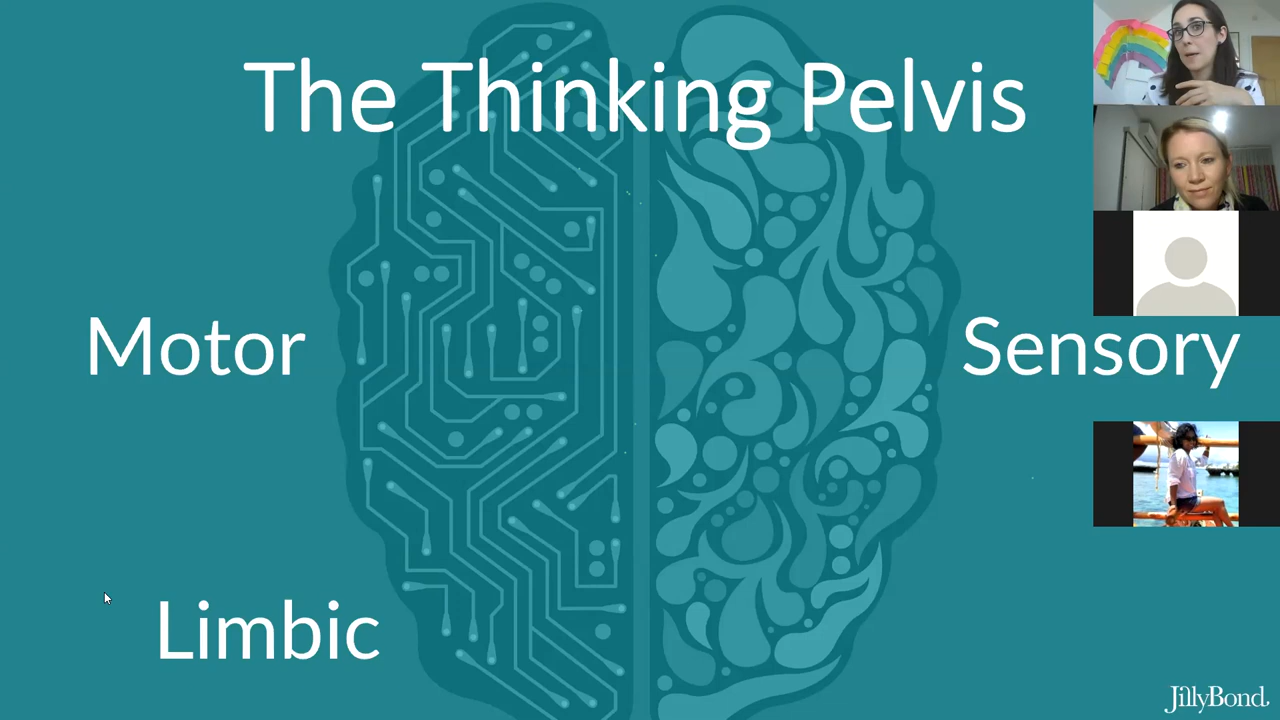 The Thinking Pelvis
Motor
Sensory
Limbic
JillyBond.